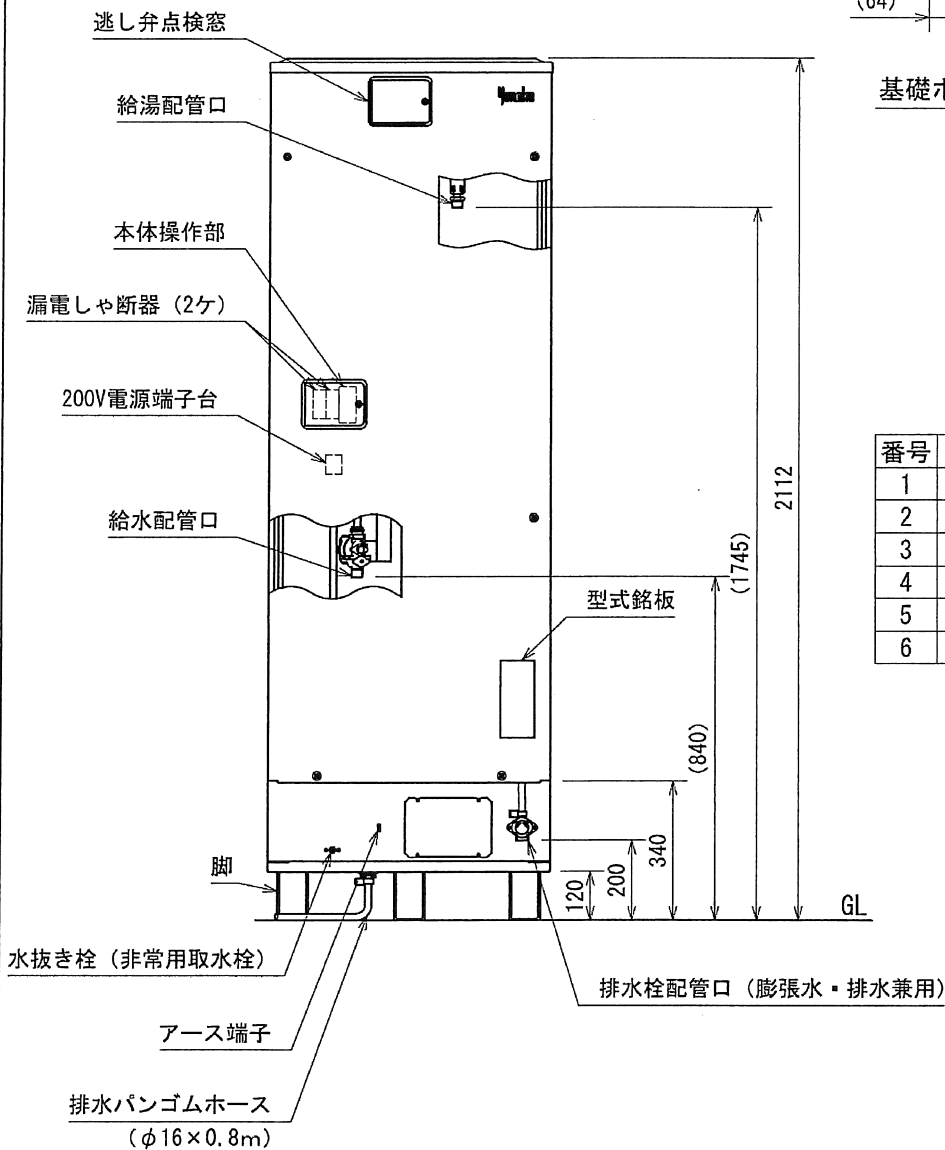 逃し弁点検窓
(64)
基礎ボ
給湯配管口
本体操作部
漏電しゃ断器（2ケ）
200V電源端子台
給水配管口
型式銘板
2112
(1745)
(840)
340
200
120
GL
番号
1
2
3
4
5
6
脚
水抜き栓（非常用取水栓）
排水栓配管口（膨張水・排水兼用）
アース端子
排水パンゴムホース
（φ16×0.8m）